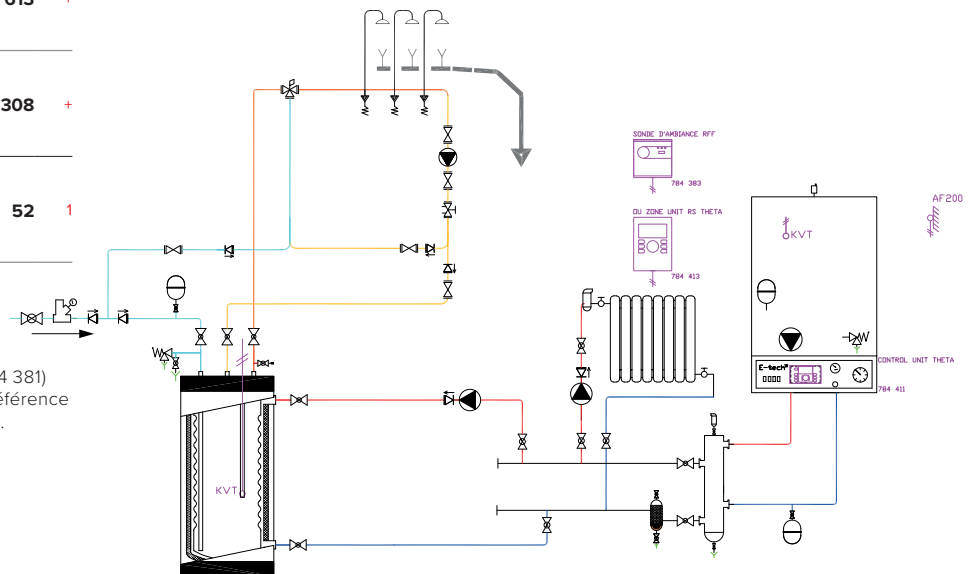 +
308 +
52 1
4 381)
éférence
.
SONDE D'AMBIANCE RFF
784 383
OU ZONE UNIT RS THETA
784 413
KVT
AF200
E-tech
CONTROL UNIT THETA
784 411
KVT